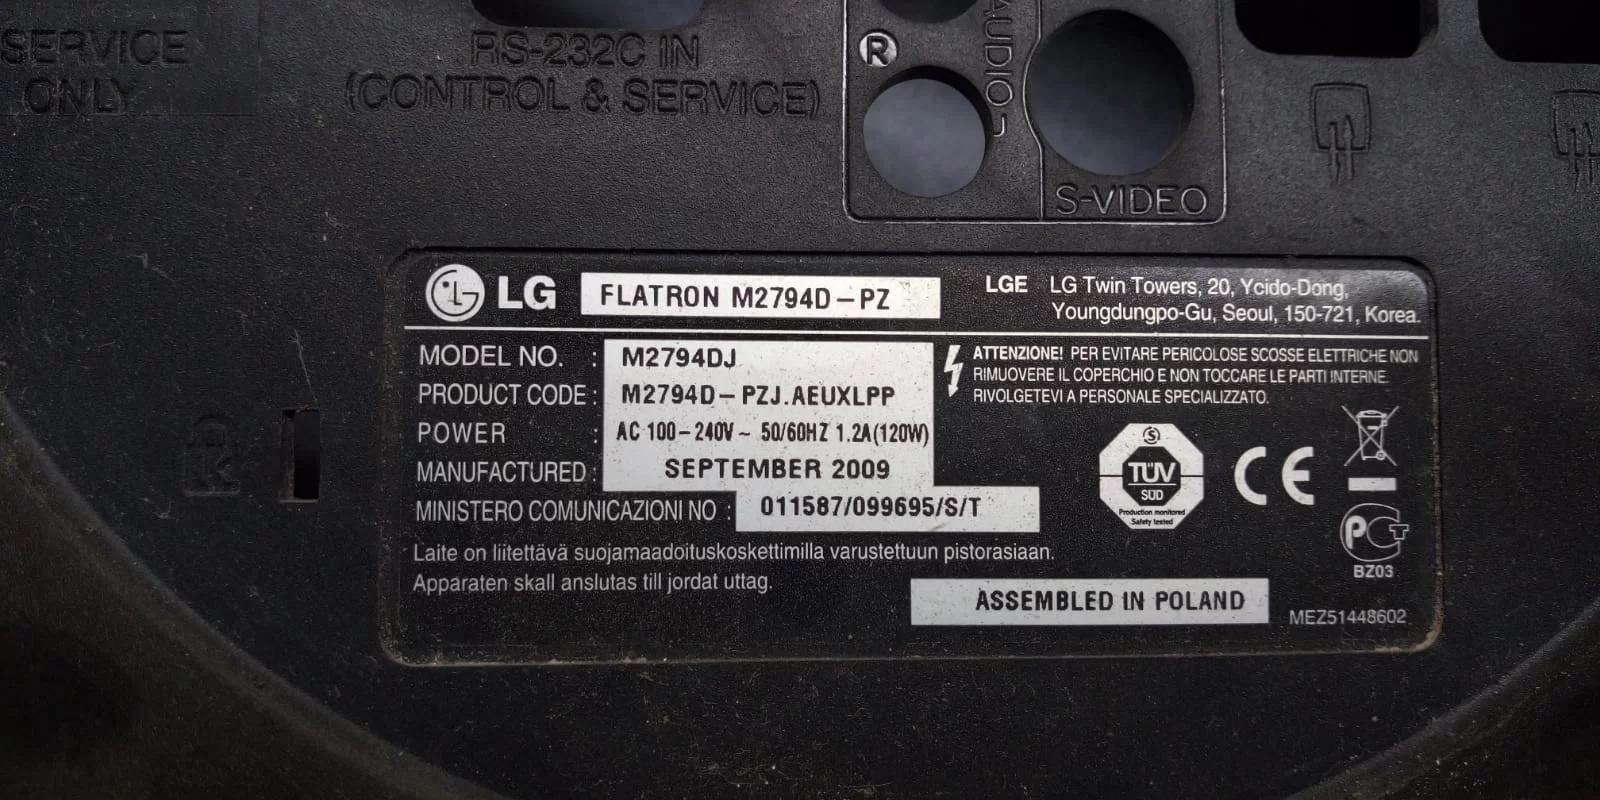 SERVICE
ONLY
RS-232C IN
(CONTROL & SERVICE)
R
AUDIO
S-VIDEO
LG
FLATRON M2794D-PZ
LGE LG Twin Towers, 20, Ycido-Dong,
Youngdungpo-Gu, Seoul, 150-721, Korea.
MODEL NO. : M2794DJ
PRODUCT CODE : M2794D-PZJ.AEUXLPP
POWER : AC 100-240V ~ 50/60HZ 1.2A(120W)
MANUFACTURED : SEPTEMBER 2009
MINISTERO COMUNICAZIONI NO : 011587/099695/S/T
ATTENZIONE! PER EVITARE PERICOLOSE SCOSSE ELETTRICHE NON
RIMUOVERE IL COPERCHIO E NON TOCCARE LE PARTI INTERNE.
RIVOLGETEVI A PERSONALE SPECIALIZZATO.
S
TÜV
SÜD
Production monitored
Safety tested
CE
PCT
BZ03
Laite on liitettävä suojamaadoituskoskettimilla varustettuun pistorasiaan.
Apparaten skall anslutas till jordat uttag.
ASSEMBLED IN POLAND
MEZ51448602